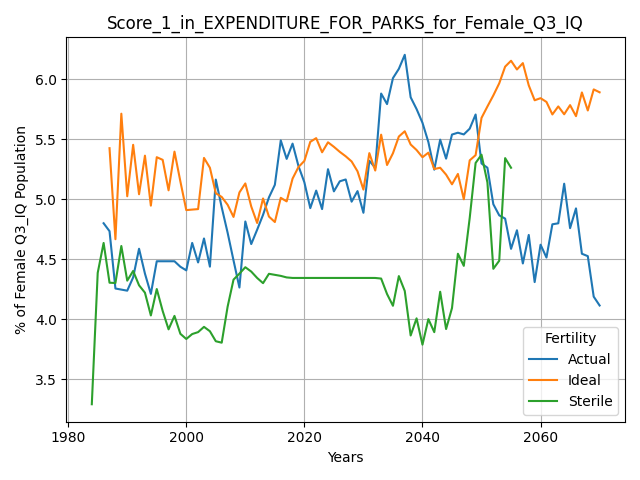 Score_1_in_EXPENDITURE_FOR_PARKS_for_Female_Q3_IQ
% of Female Q3_IQ Population
6.0
5.5
5.0
4.5
4.0
3.5
1980
2000
2020
2040
2060
Years
Fertility
Actual
Ideal
Sterile